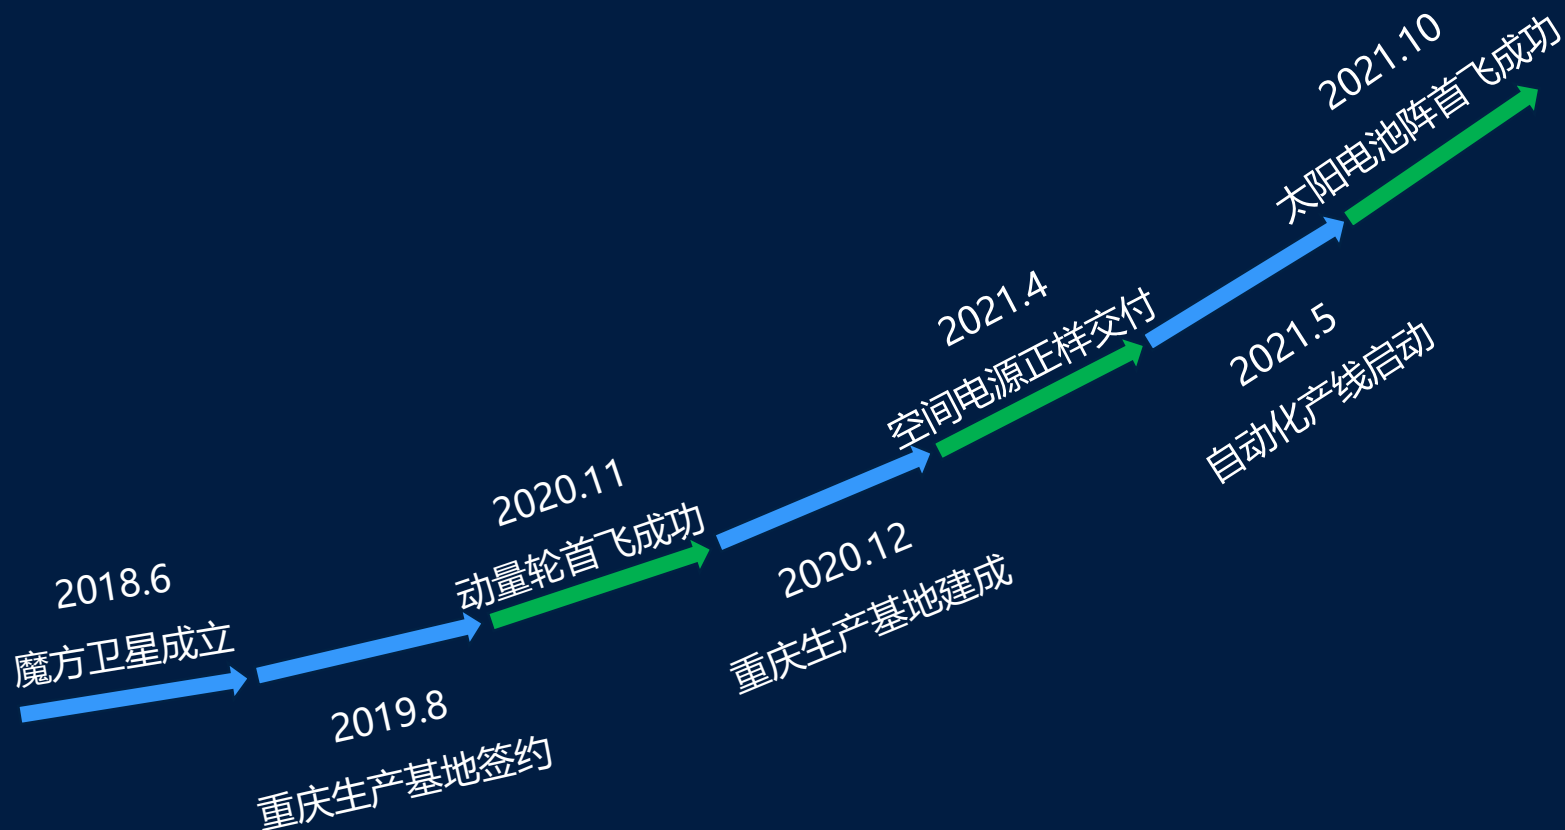 2018.6
魔方卫星成立
2019.8
重庆生产基地签约
2020.11
动量轮首飞成功
2020.12
重庆生产基地建成
2021.4
空间电源正样交付
2021.5
自动化产线启动
2021.10
太阳电池阵首飞成功